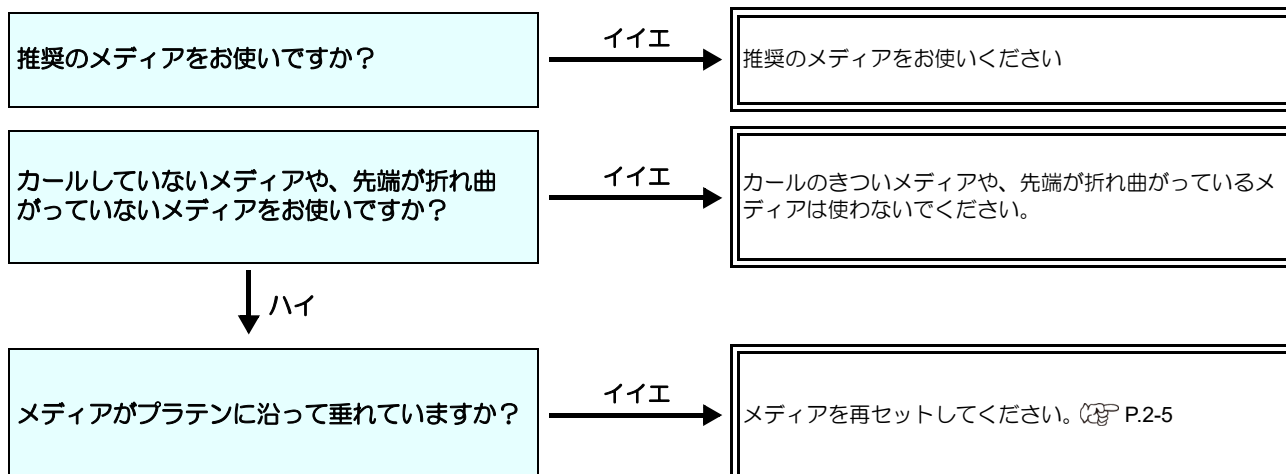 推奨のメディアをお使いですか？
イイエ
推奨のメディアをお使いください
カールしていないメディアや、先端が折れ曲
がっていないメディアをお使いですか？
イイエ
カールのきついメディアや、先端が折れ曲がっているメ
ディアは使わないでください。
ハイ
メディアがプラテンに沿って垂れていますか？
イイエ
メディアを再セットしてください。(☞ P.2-5